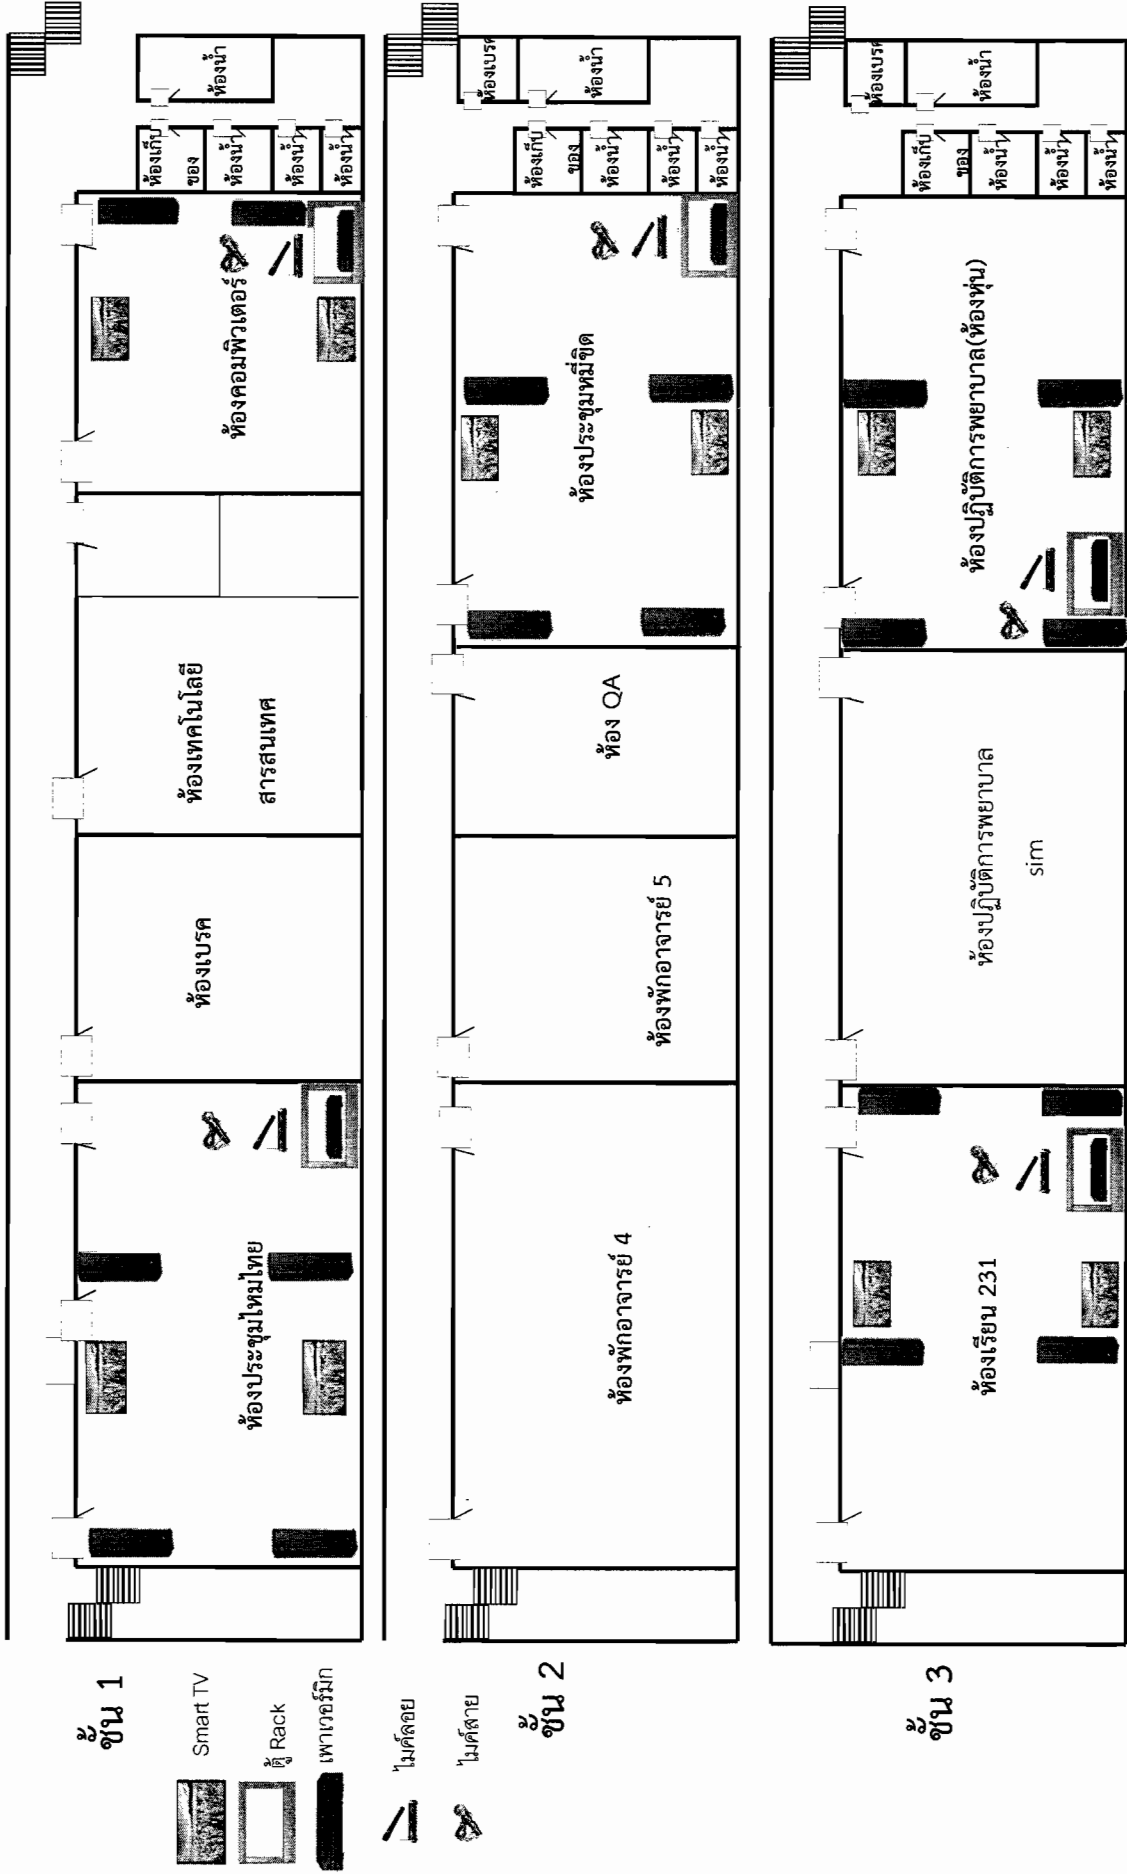 ชั้น 1
ห้องประชุมไหมไทย
ห้องเบรค
ห้องเทคโนโลยี
สารสนเทศ
ห้องคอมพิวเตอร์
ห้องเก็บ
ของ
ห้องน้ำ
ห้องน้ำ
ห้องน้ำ
ห้องน้ำ
Smart TV
ตู้ Rack
เพาเวอร์มิก
ไมค์ลอย
ไมค์สาย
ชั้น 2
ห้องพักอาจารย์ 4
ห้องพักอาจารย์ 5
ห้อง QA
ห้องประชุมหมี่ขิด
ห้องเก็บ
ของ
ห้องน้ำ
ห้องน้ำ
ห้องน้ำ
ห้องเบรค
ห้องน้ำ
ชั้น 3
ห้องเรียน 231
ห้องปฏิบัติการพยาบาล
sim
ห้องปฏิบัติการพยาบาล(ห้องหุ่น)
ห้องเก็บ
ของ
ห้องน้ำ
ห้องน้ำ
ห้องน้ำ
ห้องเบรค
ห้องน้ำ